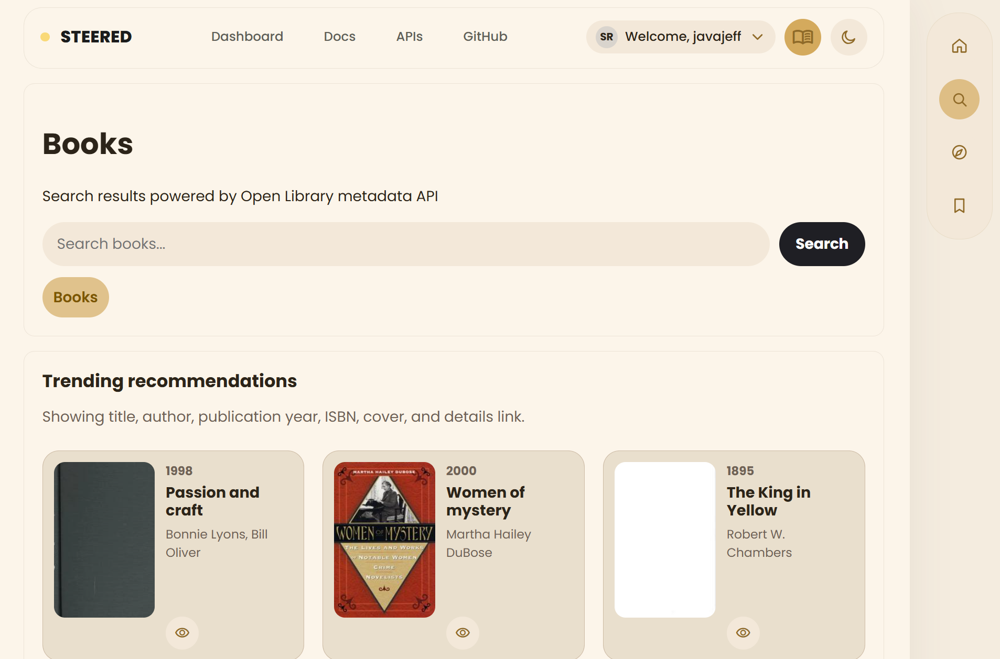 STEERED
Dashboard
Docs
APIs
GitHub
SR
Welcome, javajeff
Books
Search results powered by Open Library metadata API
Search books...
Search
Books
Trending recommendations
Showing title, author, publication year, ISBN, cover, and details link.
1998
Passion and
craft
Bonnie Lyons, Bill
Oliver
MARTHA HAILEY DUBOSE
WOMEN OF MYSTERY
THE LIVES AND WORKS
OF NOTABLE WOMEN
CRIME
NOVELISTS
2000
Women of
mystery
Martha Hailey
DuBose
1895
The King in
Yellow
Robert W.
Chambers